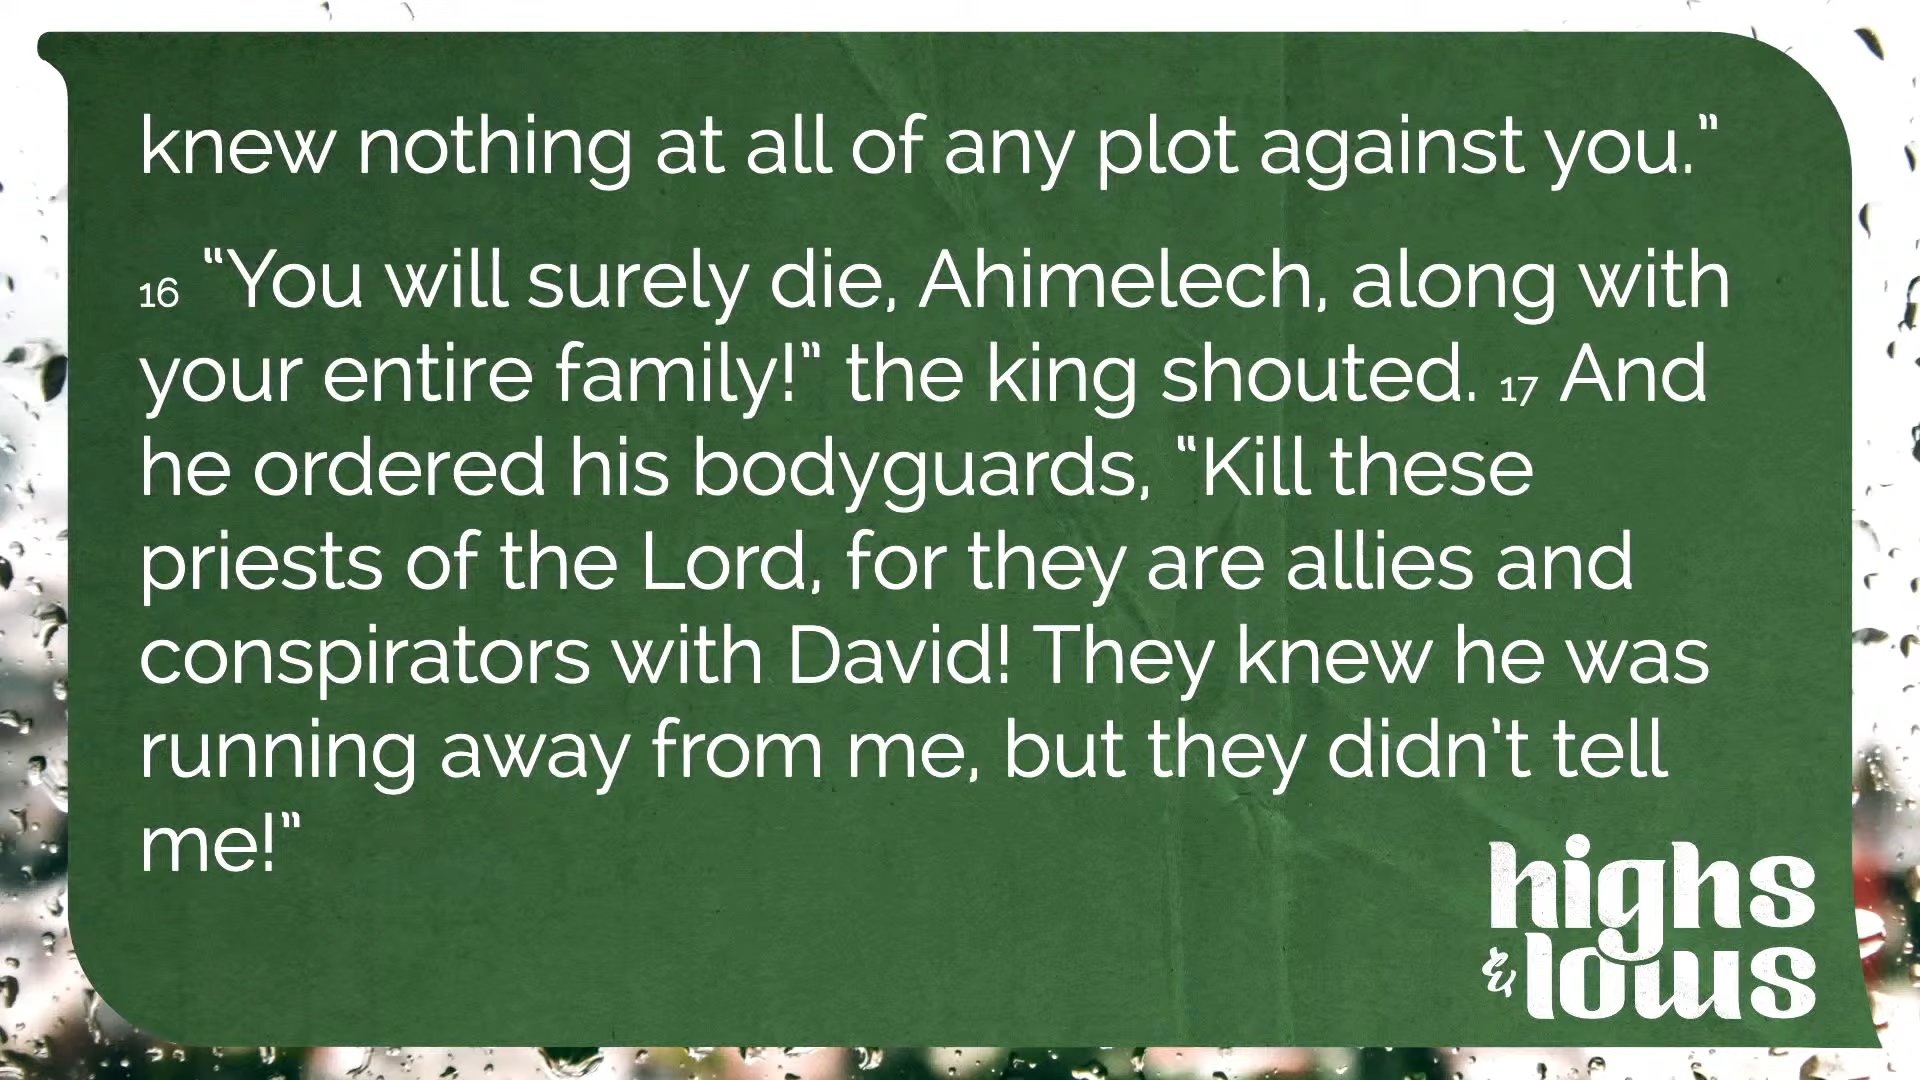 knew nothing at all of any plot against you.”
16 “You will surely die, Ahimelech, along with
your entire family!” the king shouted. 17 And
he ordered his bodyguards, “Kill these
priests of the Lord, for they are allies and
conspirators with David! They knew he was
running away from me, but they didn’t tell
me!”
highs
& lows